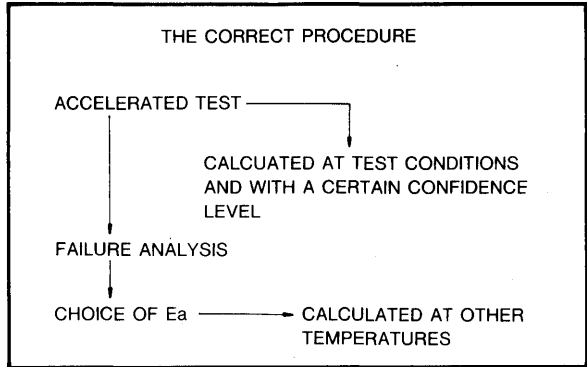 THE CORRECT PROCEDURE
ACCELERATED TEST
CALCUATED AT TEST CONDITIONS
AND WITH A CERTAIN CONFIDENCE
LEVEL
FAILURE ANALYSIS
CHOICE OF Ea
CALCULATED AT OTHER
TEMPERATURES